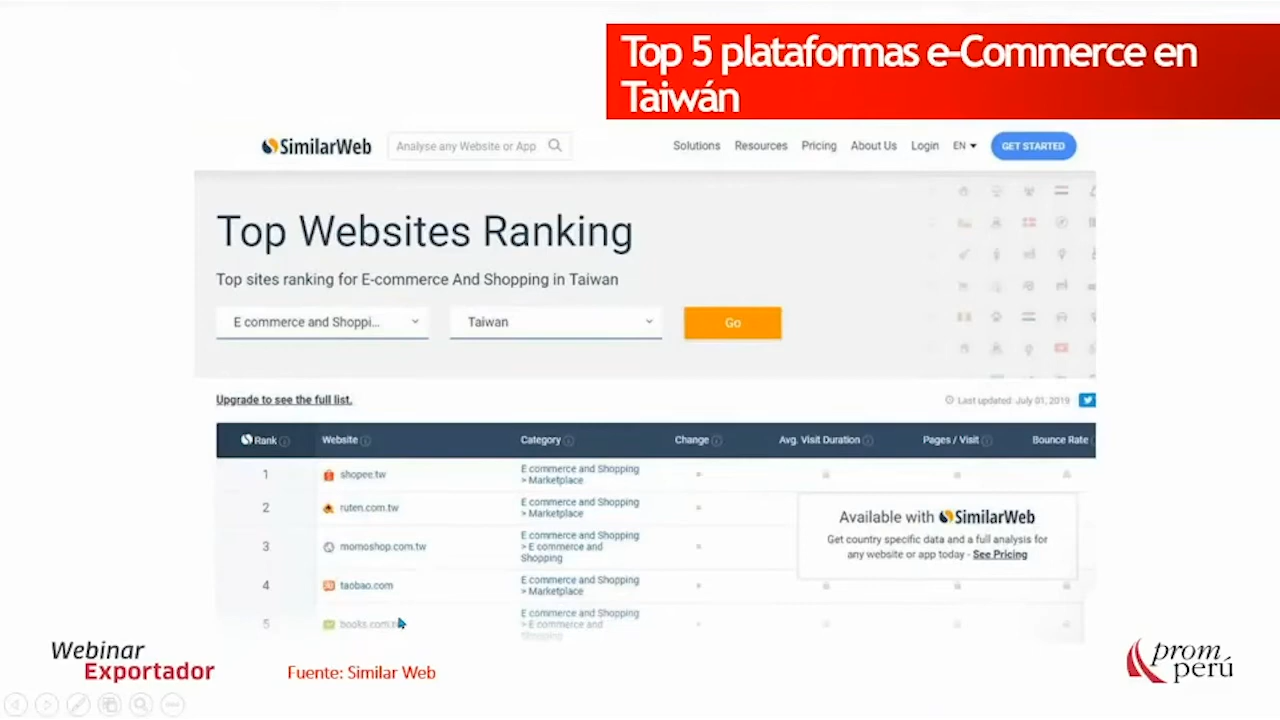 Top 5 plataformas e-Commerce en
Taiwán
SimilarWeb
Analyse any Website or App
Solutions Resources Pricing About Us Login EN GET STARTED
Top Websites Ranking
Top sites ranking for E-commerce And Shopping in Taiwan
E commerce and Shoppi... Taiwan Go
Upgrade to see the full list.
Last updated July 01, 2019
Rank Website Category Change Avg. Visit Duration Pages / Visit Bounce Rate
1 shopee.tw E commerce and Shopping
> Marketplace
2 ruten.com.tw E commerce and Shopping
> Marketplace
3 momoshop.com.tw E commerce and Shopping
> E commerce and
Shopping
4 taobao.com E commerce and Shopping
> Marketplace
5 books.com. E commerce and Shopping
> E commerce and
Shopping
Available with SimilarWeb
Get country specific data and a full analysis for
any website or app today - See Pricing
Webinar
Exportador
Fuente: Similar Web
prom
perú